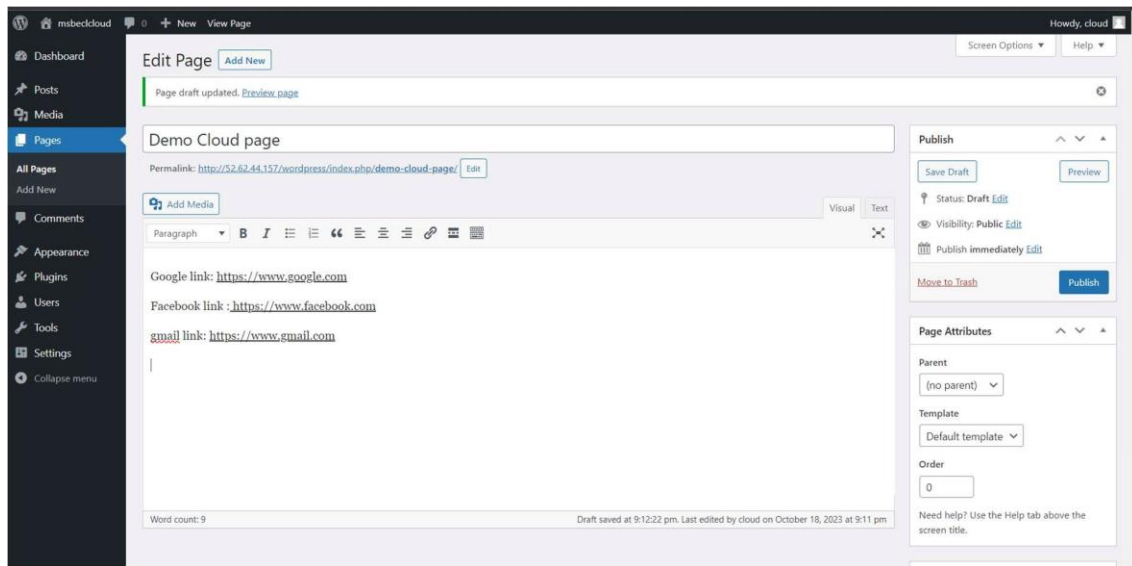 msbecldcloud 0 + New View Page Howdy, cloud
Screen Options ▼ Help ▼
Dashboard
Posts
Media
Pages
All Pages
Add New
Comments
Appearance
Plugins
Users
Tools
Settings
Collapse menu
Edit Page Add New
Page draft updated. Preview page
Demo Cloud page
Permalink: http://52.62.44.157/wordpress/index.php/demo-cloud-page/ Edit
Add Media
Visual Text
Paragraph ▼ B I
Google link: https://www.google.com
Facebook link : https://www.facebook.com
gmail link: https://www.gmail.com
Word count: 9
Draft saved at 9:12:22 pm. Last edited by cloud on October 18, 2023 at 9:11 pm
Publish
Save Draft Preview
Status: Draft Edit
Visibility: Public Edit
Publish immediately Edit
Move to Trash Publish
Page Attributes
Parent
(no parent)
Template
Default template
Order
0
Need help? Use the Help tab above the
screen title.